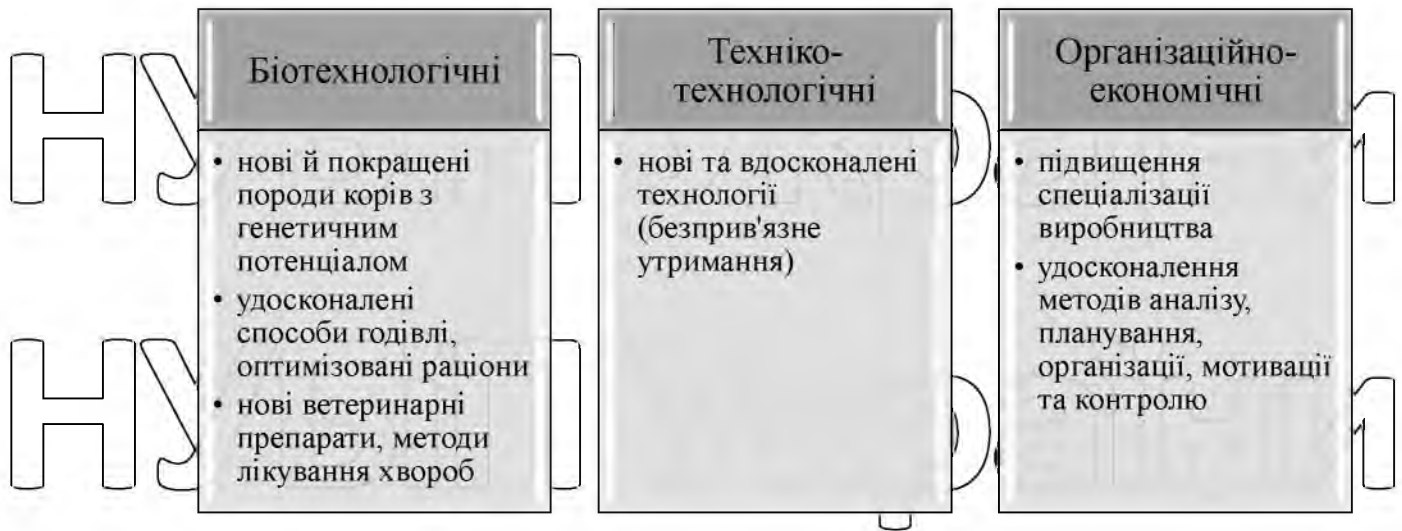 Біотехнологічні
• нові й покращені
породи корів з
генетичним
потенціалом
• удосконалені
способи годівлі,
оптимізовані раціони
• нові ветеринарні
препарати, методи
лікування хвороб
Техніко-
технологічні
• нові та вдосконалені
технології
(безприв'язне
утримання)
Організаційно-
економічні
• підвищення
спеціалізації
виробництва
• удосконалення
методів аналізу,
планування,
організації, мотивації
та контролю